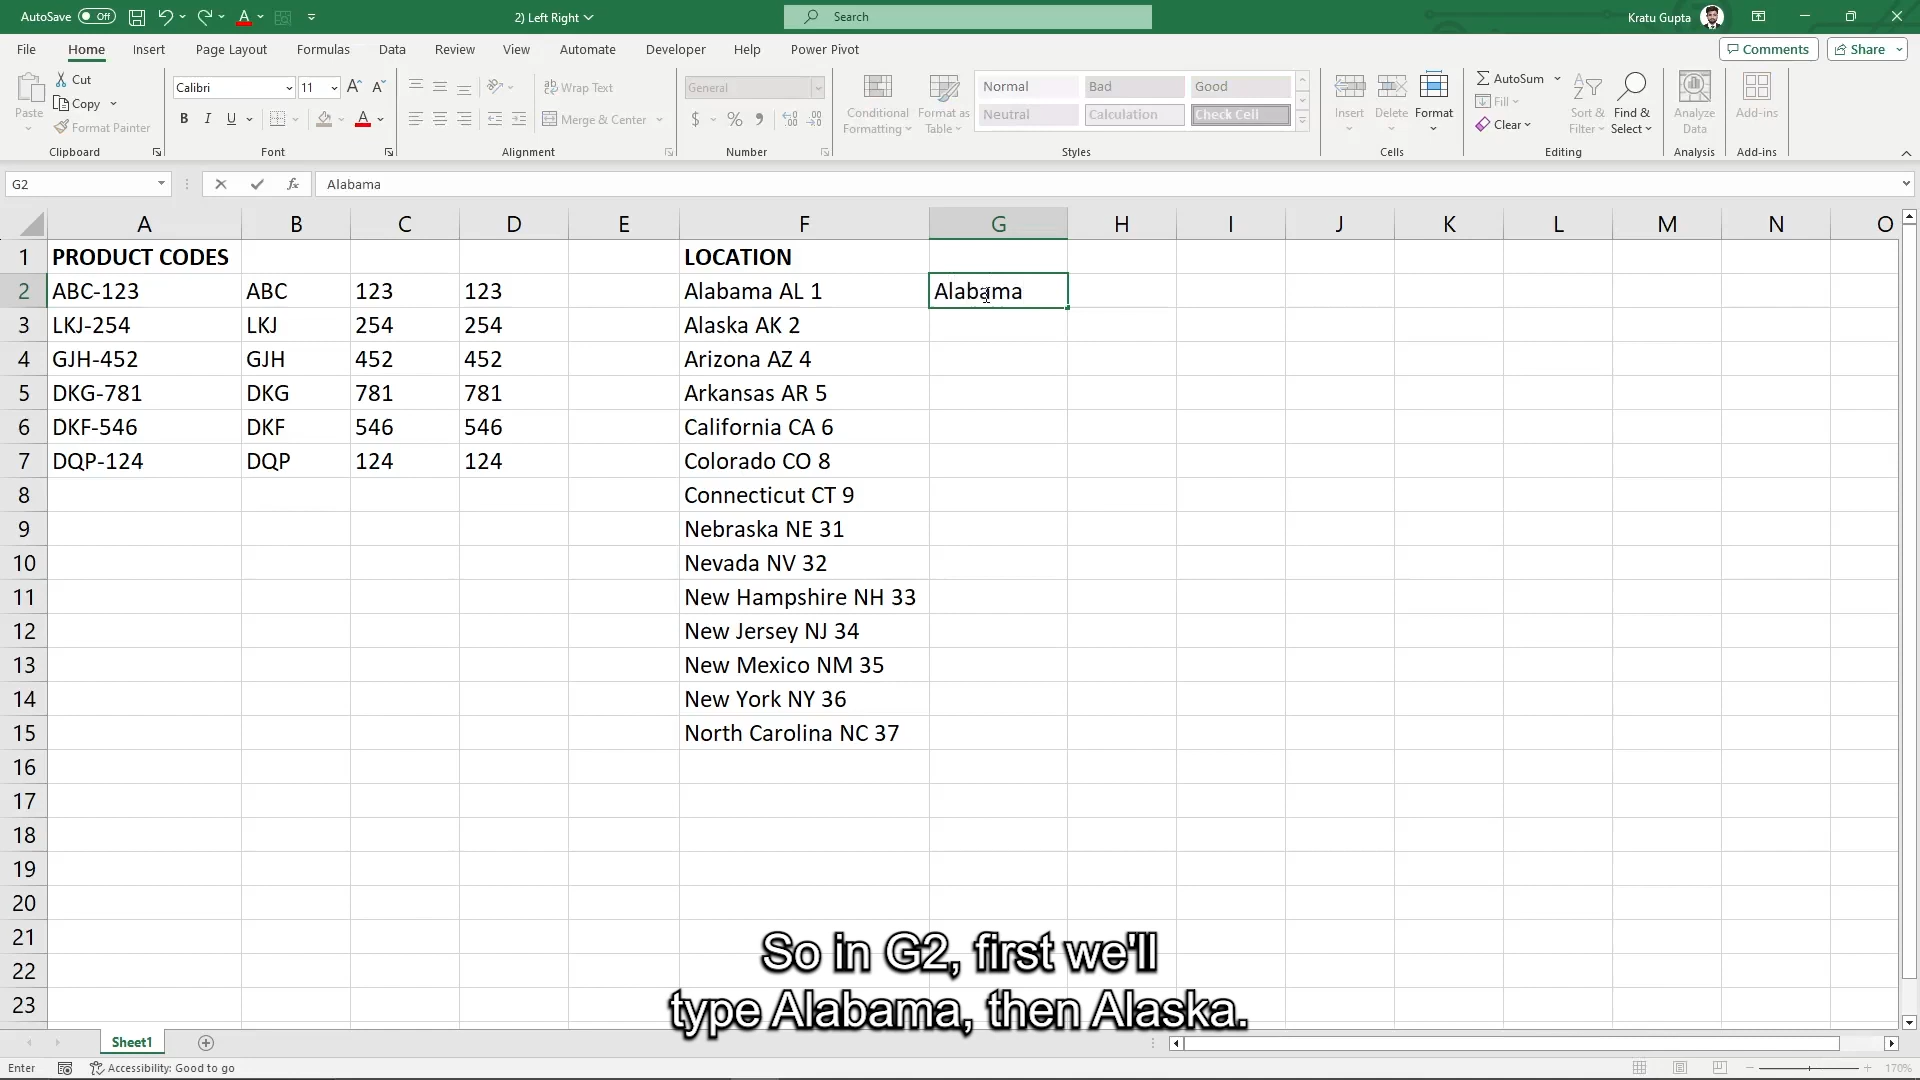 AutoSave Off A 2) Left Right Search Kratu Gupta
File Home Insert Page Layout Formulas Data Review View Automate Developer Help Power Pivot Comments Share
Paste Cut Copy Format Painter
Clipboard
Calibri 11 A A
B I U A
Font
ab Wrap Text
Merge & Center
Alignment
General
$ % 9
Number
Conditional Formatting
Format as Table
Normal Bad Good
Neutral Calculation Check Cell
Styles
Insert Delete Format
Cells
AutoSum
Fill
Clear
Sort & Filter
Find & Select
Editing
Analyze Data
Analysis
Add-ins
Add-ins
G2 fx Alabama
A B C D E F G H I J K L M N O
1 PRODUCT CODES LOCATION
2 ABC-123 ABC 123 123 Alabama AL 1 Alabama
3 LKJ-254 LKJ 254 254 Alaska AK 2
4 GJH-452 GJH 452 452 Arizona AZ 4
5 DKG-781 DKG 781 781 Arkansas AR 5
6 DKF-546 DKF 546 546 California CA 6
7 DQP-124 DQP 124 124 Colorado CO 8
8 Connecticut CT 9
9 Nebraska NE 31
10 Nevada NV 32
11 New Hampshire NH 33
12 New Jersey NJ 34
13 New Mexico NM 35
14 New York NY 36
15 North Carolina NC 37
16
17
18
19
20
21
22
23
So in G2, first we'll
type Alabama, then Alaska.
Sheet1
Enter Accessibility: Good to go 170%